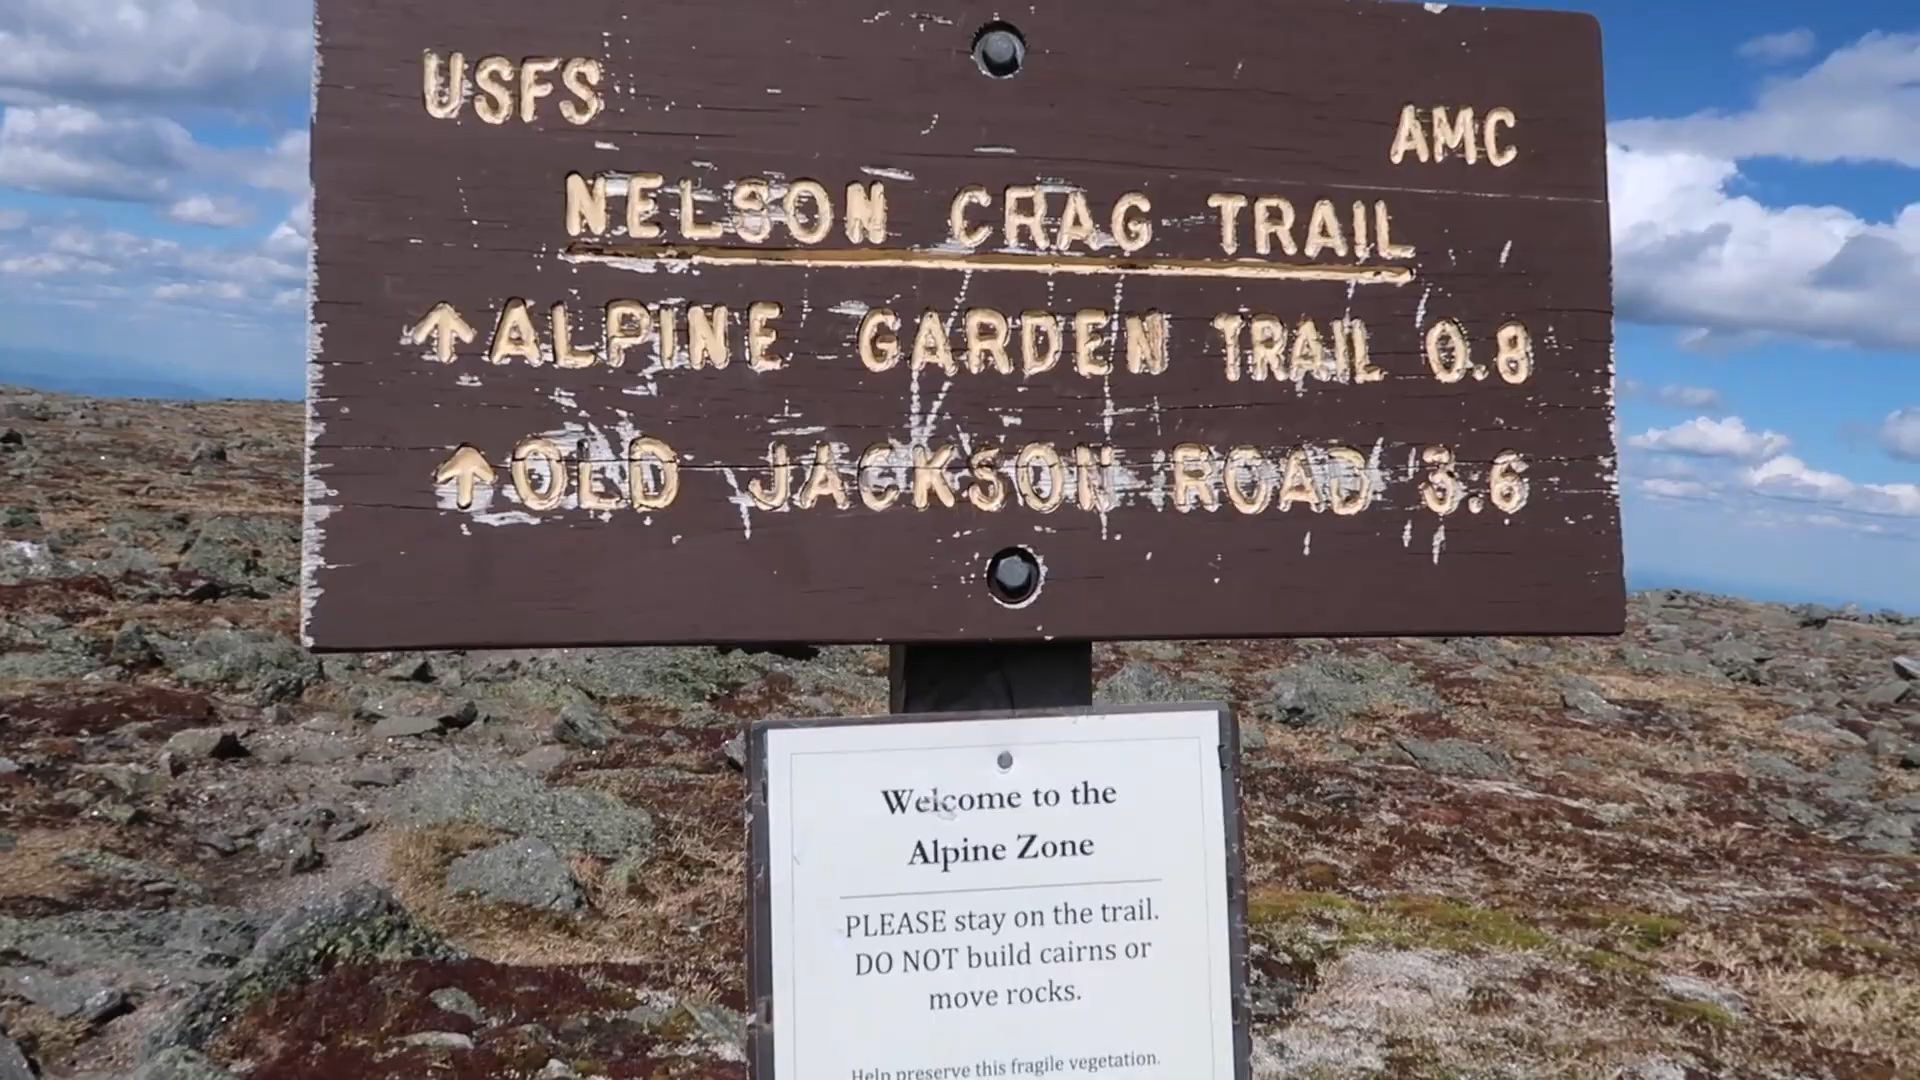 USFS
AMC
NELSON CRAG TRAIL
↑ALPINE GARDEN TRAIL 0.8
↑OLD JACKSON ROAD 3.6
Welcome to the
Alpine Zone
PLEASE stay on the trail.
DO NOT build cairns or
move rocks.
Help preserve this fragile vegetation.